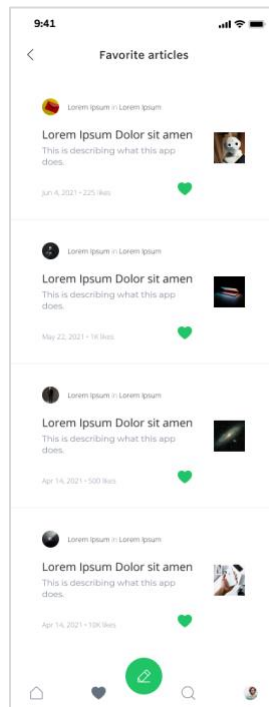 9:41
Favorite articles
Lorem Ipsum in Lorem Ipsum
Lorem Ipsum Dolor sit amen
This is describing what this app
does.
Jun 4, 2021 • 225 likes
Lorem Ipsum in Lorem Ipsum
Lorem Ipsum Dolor sit amen
This is describing what this app
does.
May 22, 2021 • 1K likes
Lorem Ipsum in Lorem Ipsum
Lorem Ipsum Dolor sit amen
This is describing what this app
does.
Apr 14, 2021 • 500 likes
Lorem Ipsum in Lorem Ipsum
Lorem Ipsum Dolor sit amen
This is describing what this app
does.
Apr 14, 2021 • 10K likes